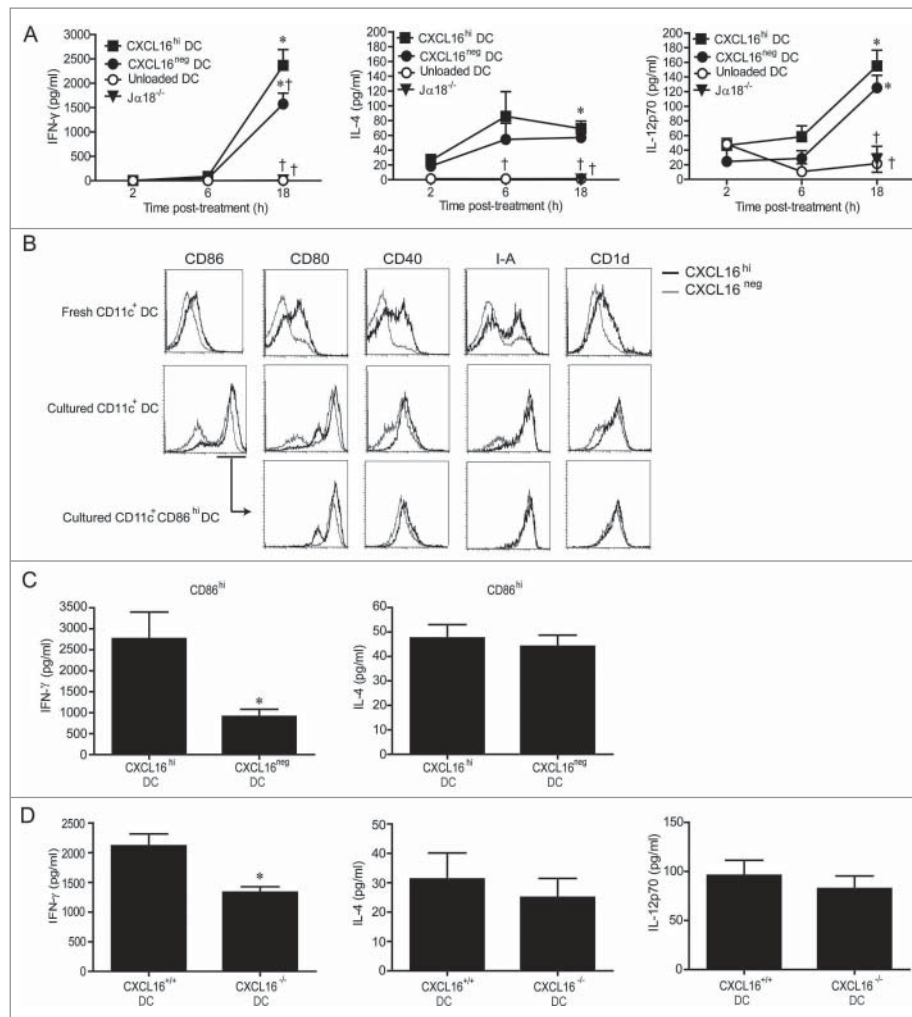 A
IFN-γ (pg/ml)
3000
2500
2000
1500
1000
500
0
2 6 18
Time post-treatment (h)
CXCL16hi DC
CXCL16neg DC
Unloaded DC
Jα18-/-
*
*†
† †
IL-4 (pg/ml)
200
180
160
140
120
100
80
60
40
20
0
2 6 18
Time post-treatment (h)
CXCL16hi DC
CXCL16neg DC
Unloaded DC
Jα18-/-
*
† † †
IL-12p70 (pg/ml)
200
180
160
140
120
100
80
60
40
20
0
2 6 18
Time post-treatment (h)
CXCL16hi DC
CXCL16neg DC
Unloaded DC
Jα18-/-
*
*
†
†
B
CD86 CD80 CD40 I-A CD1d
CXCL16hi
CXCL16neg
Fresh CD11c+ DC
Cultured CD11c+ DC
Cultured CD11c+CD86hi DC
C
CD86hi
IFN-γ (pg/ml)
3500
3000
2500
2000
1500
1000
500
0
*
CXCL16hi CXCL16neg
DC DC
CD86hi
IL-4 (pg/ml)
60
50
40
30
20
10
0
CXCL16hi CXCL16neg
DC DC
D
IFN-γ (pg/ml)
2500
2000
1500
1000
500
0
*
CXCL16+/+ CXCL16-/-
DC DC
IL-4 (pg/ml)
50
40
30
20
10
0
CXCL16+/+ CXCL16-/-
DC DC
IL-12p70 (pg/ml)
150
100
50
0
CXCL16+/+ CXCL16-/-
DC DC